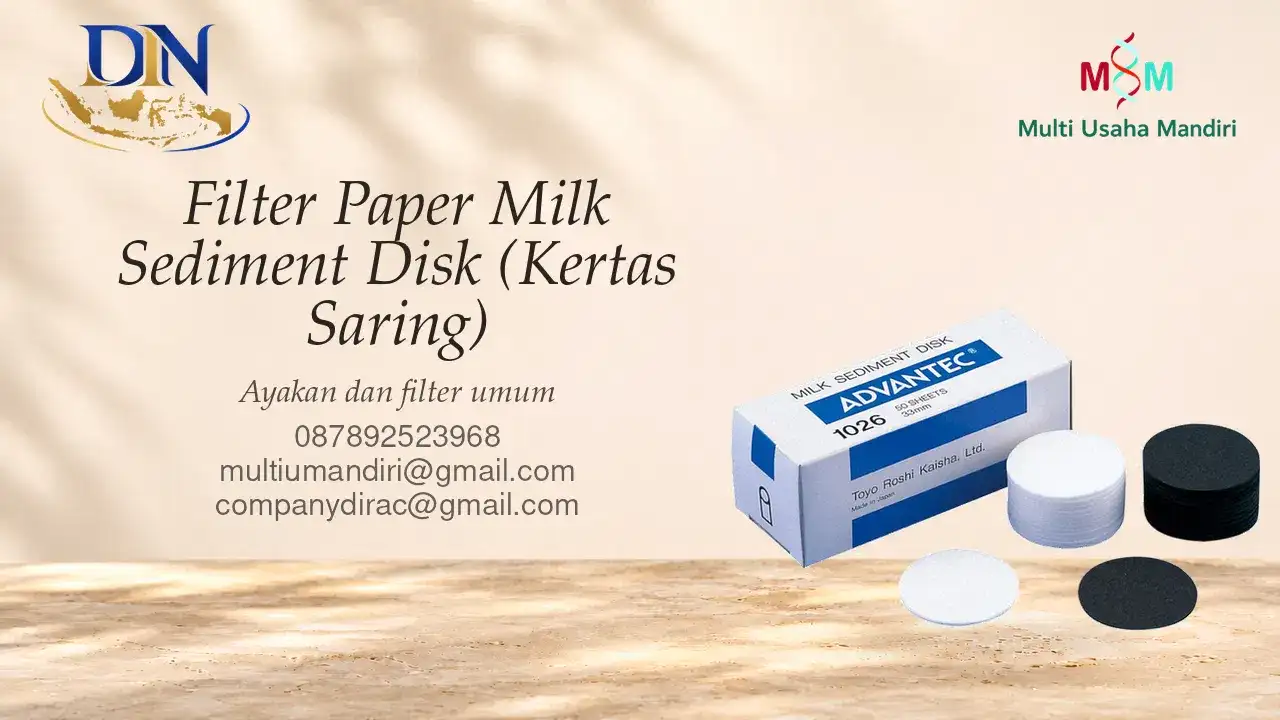 DIN
M M
Multi Usaha Mandiri
Filter Paper Milk
Sediment Disk (Kertas
Saring)
Ayakan dan filter umum
087892523968
multiumandiri@gmail.com
companydirac@gmail.com
MILK SEDIMENT DISK
ADVANTEC®
1026
50 SHEETS
33mm
Toyo Roshi Kaisha, Ltd.
Made in Japan